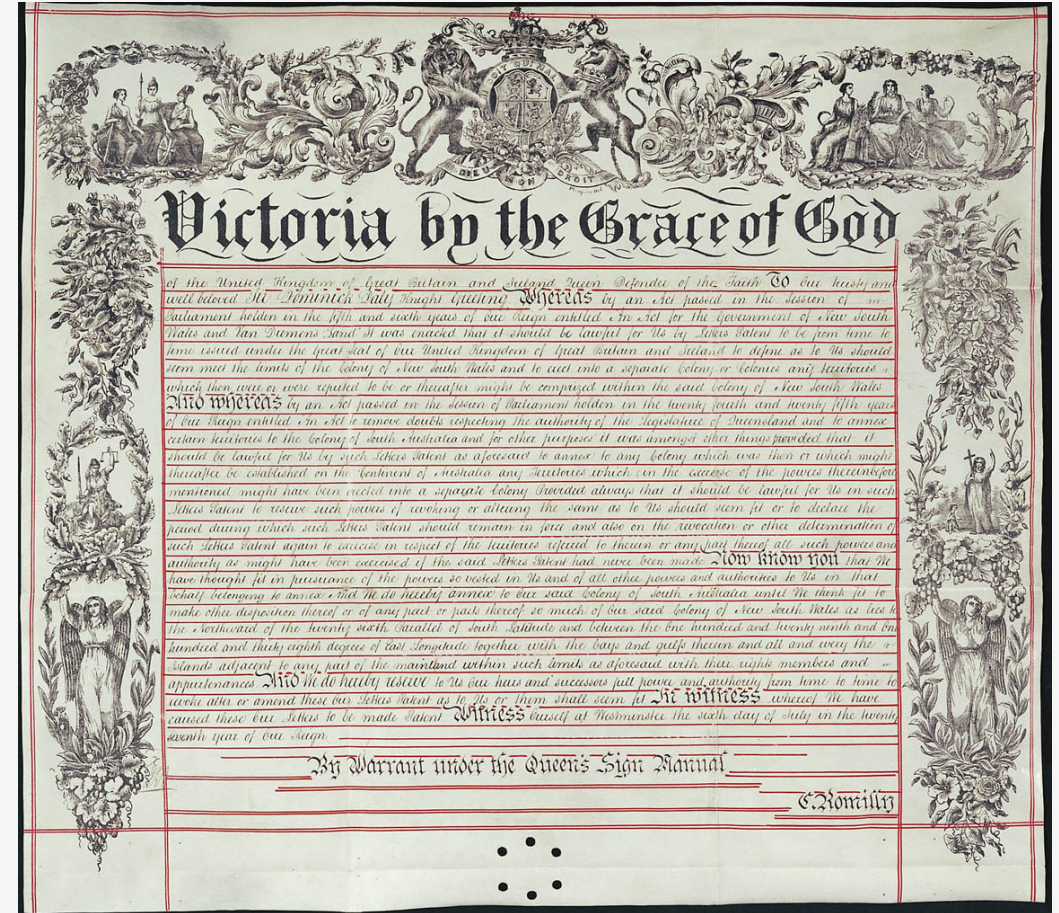 DIEU ET MON DROIT
Victoria by the Grace of God
of the United Kingdom of Great Britain and Ireland Queen Defender of the Faith To Our trusty and
well beloved Sir Dominick Daly Knight Greeting Whereas by an Act passed in the Session of
Parliament holden in the fifth and sixth years of Our Reign entitled "An Act for the Government of New South
Wales and Van Diemens Land" It was enacted that it should be lawful for Us by Letters Patent to be from time to
time issued under the Great Seal of Our United Kingdom of Great Britain and Ireland to define as to Us should
seem meet the limits of the Colony of New South Wales and to erect into a separate Colony or Colonies any territories
which then were or were reputed to be or thereafter might be comprized within the said Colony of New South Wales
And whereas by an Act passed in the Session of Parliament holden in the twenty fourth and twenty fifth years
of Our Reign entitled "An Act to remove doubts respecting the authority of the Legislature of Queensland and to annex
certain territories to the Colony of South Australia and for other purposes" it was amongst other things provided that it
should be lawful for Us by such Letters Patent as aforesaid to annex to any Colony which was then or which might
thereafter be established on the Continent of Australia any Territories which in the exercise of the powers thereinbefore
mentioned might have been erected into a separate Colony Provided always that it should be lawful for Us in such
Letters Patent to reserve such powers of revoking or altering the same as to Us should seem fit or to declare the
period during which such Letters Patent should remain in force and also on the revocation or other determination of
such Letters Patent again to exercise in respect of the territories referred to therein or any part thereof all such powers and
authority as might have been exercised if the said Letters Patent had never been made Now know you that We
have thought fit in pursuance of the powers so vested in Us and of all other powers and authorities to Us in that
behalf belonging to annex And We do hereby annex to Our said Colony of South Australia until We think fit to
make other disposition thereof or of any part or parts thereof so much of Our said Colony of New South Wales as lies to
the Northward of the twenty sixth Parallel of South Latitude and between the One hundred and twenty ninth and One
hundred and thirty eighth degrees of East Longitude together with the bays and gulfs therein and all and every the
Islands adjacent to any part of the mainland within such limits as aforesaid with their rights members and
appurtenances And We do hereby reserve to Us Our heirs and successors full power and authority from time to time to
revoke alter or amend these Our Letters Patent as to Us or them shall seem fit In witness whereof We have
caused these Our Letters to be made Patent Witness Ourself at Westminster the sixth day of July in the twenty
seventh year of Our Reign.
By Warrant under the Queen's Sign Manual
C. Romilly